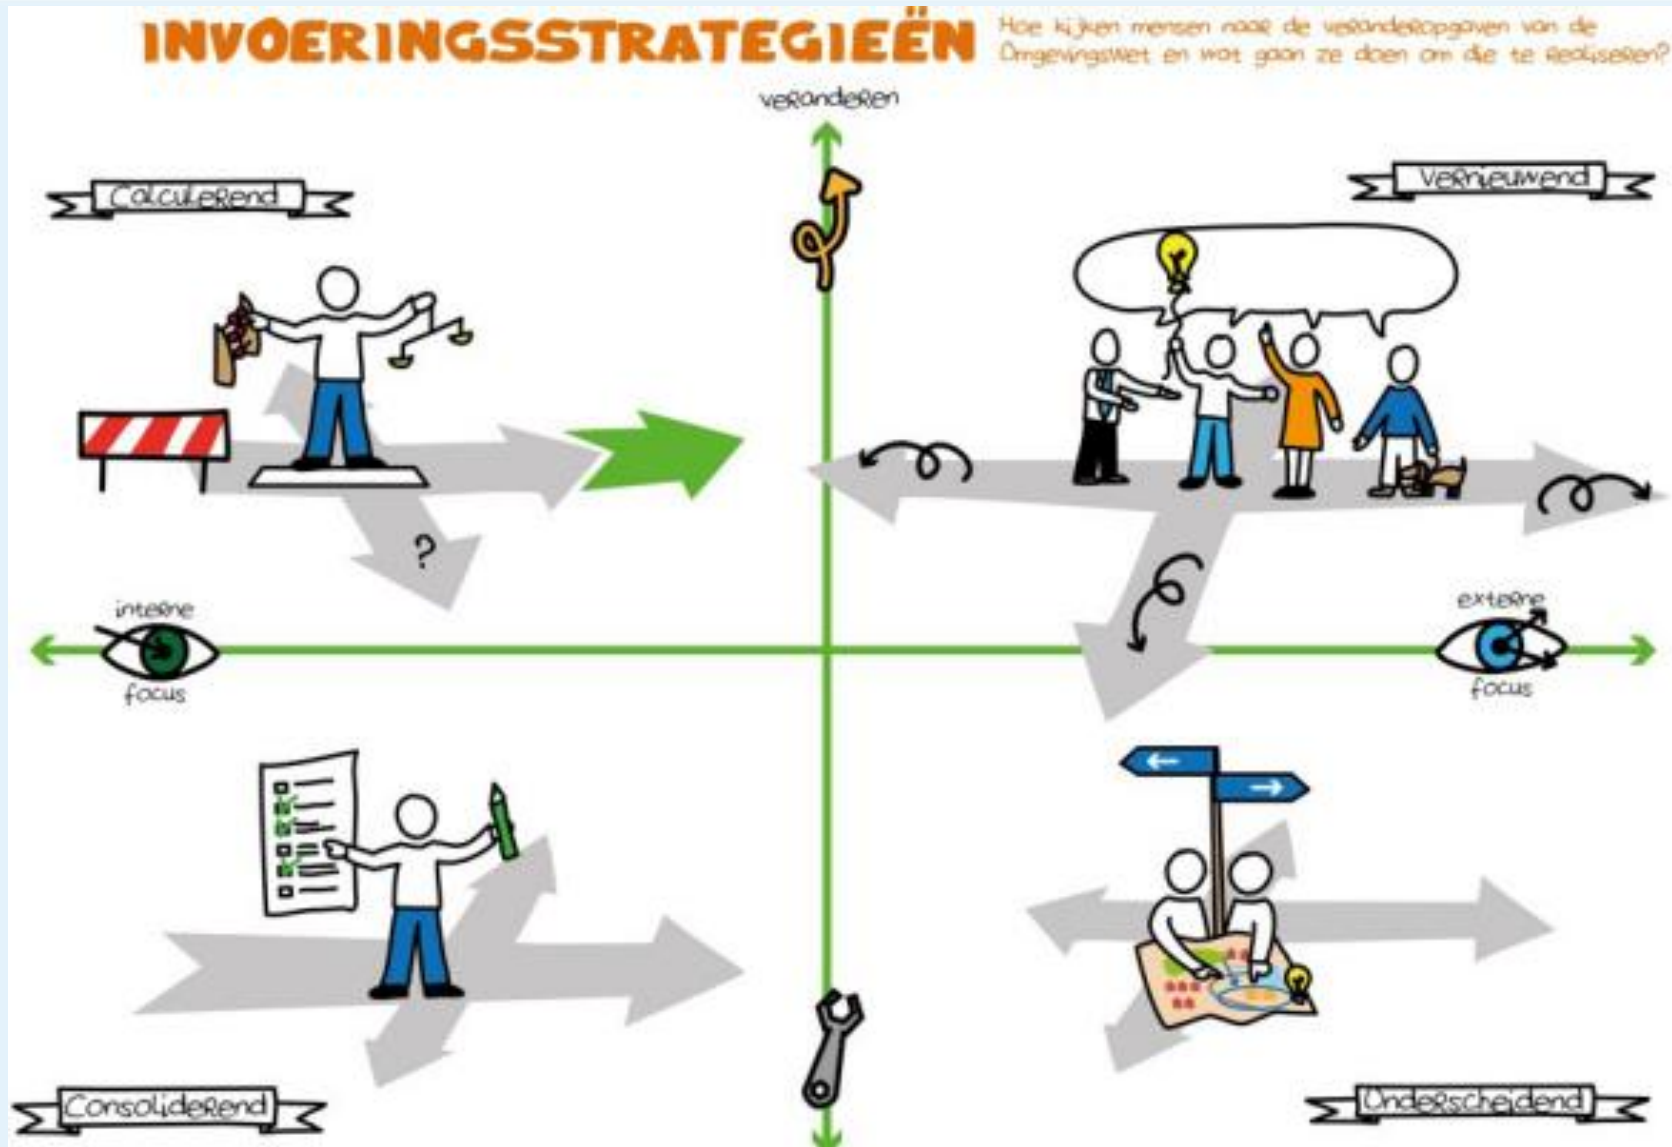 INVOERINGSSTRATEGIEËN
Hoe kijken mensen naar de veranderopgaven van de
Omgevingswet en wat gaan ze doen om die te realiseren?
veranderen
Calculerend
Vernieuwend
?
interne
focus
externe
focus
Consoliderend
Onderscheidend